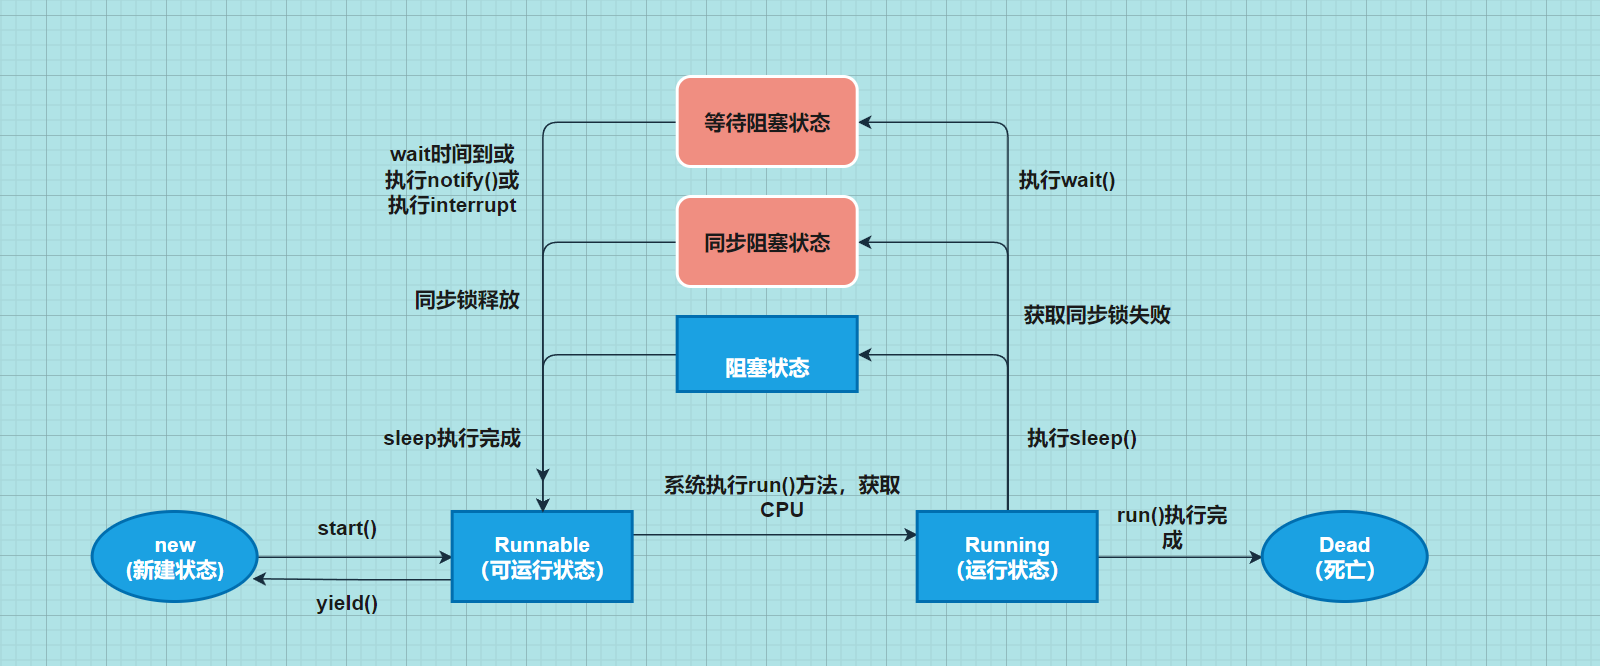 等待阻塞状态
wait时间到或
执行notify()或
执行interrupt
执行wait()
同步阻塞状态
同步锁释放
获取同步锁失败
阻塞状态
sleep执行完成
执行sleep()
系统执行run()方法，获取
CPU
start()
run()执行完
成
new
(新建状态)
Runnable
（可运行状态）
Running
（运行状态）
Dead
（死亡）
yield()